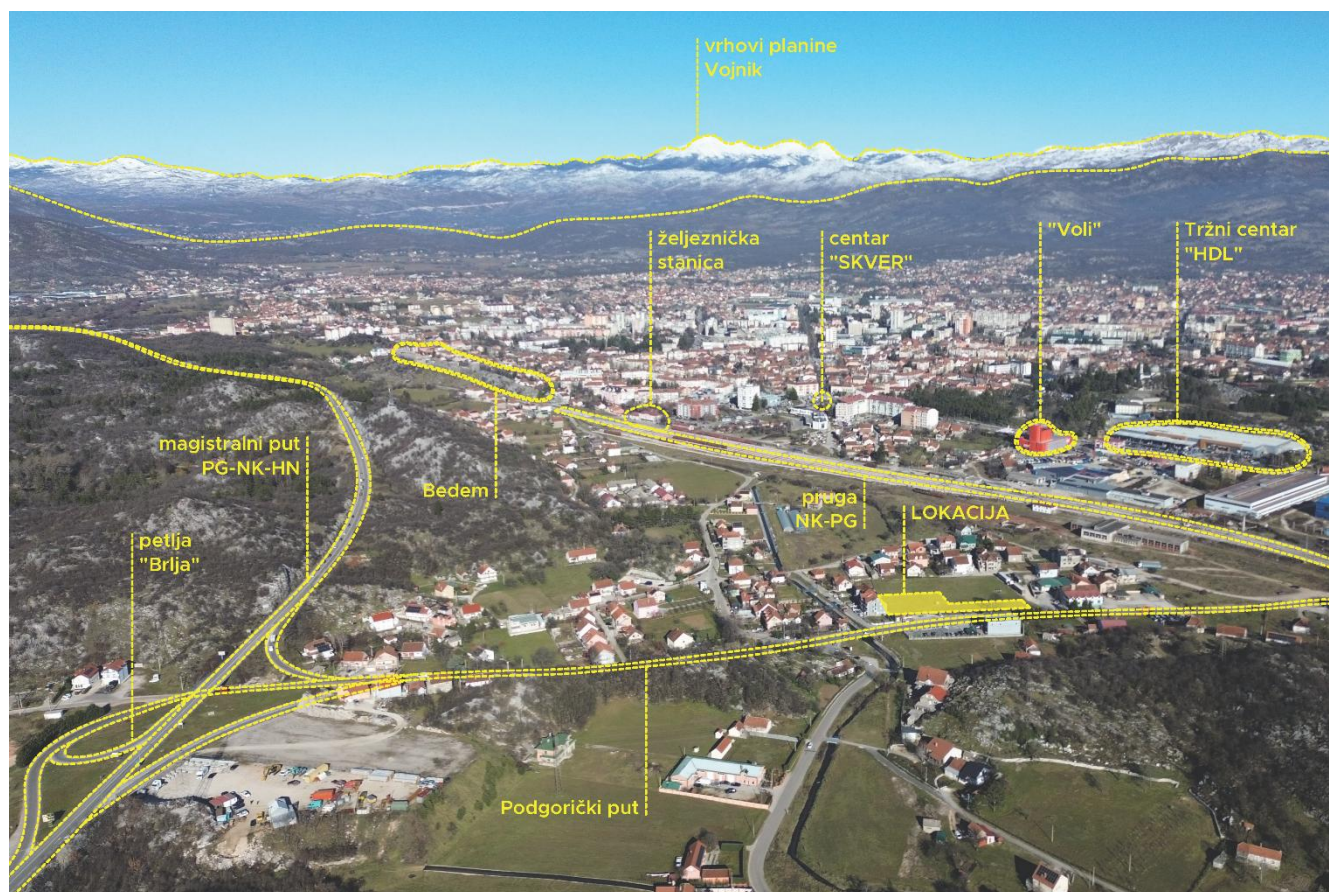 vrhovi planine
Vojnik
željeznička
stanica
centar
"SKVER"
"Voli"
Tržni centar
"HDL"
magistralni put
PG-NK-HN
Bedem
pruga
NK-PG
LOKACIJA
petlja
"Brlja"
Podgorički put